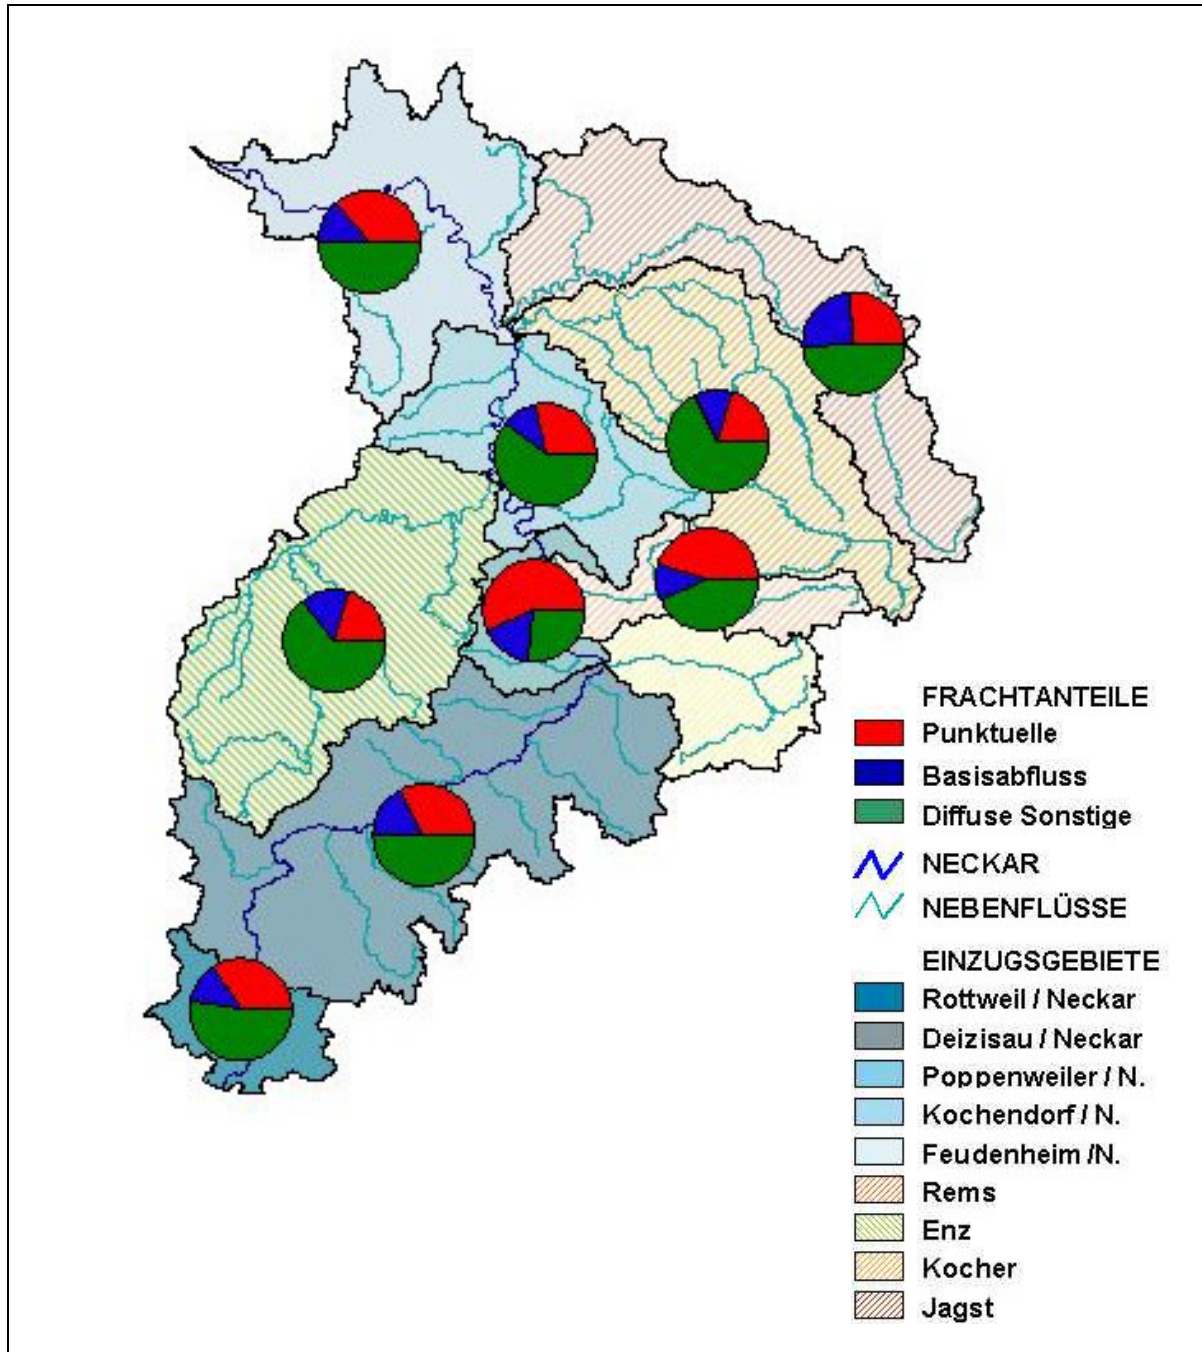 FRACHTANTEILE
Punktuelle
Basisabfluss
Diffuse Sonstige
NECKAR
NEBENFLÜSSE
EINZUGSGEBIETE
Rottweil / Neckar
Deizisau / Neckar
Poppenweiler / N.
Kochendorf / N.
Feudenheim /N.
Rems
Enz
Kocher
Jagst